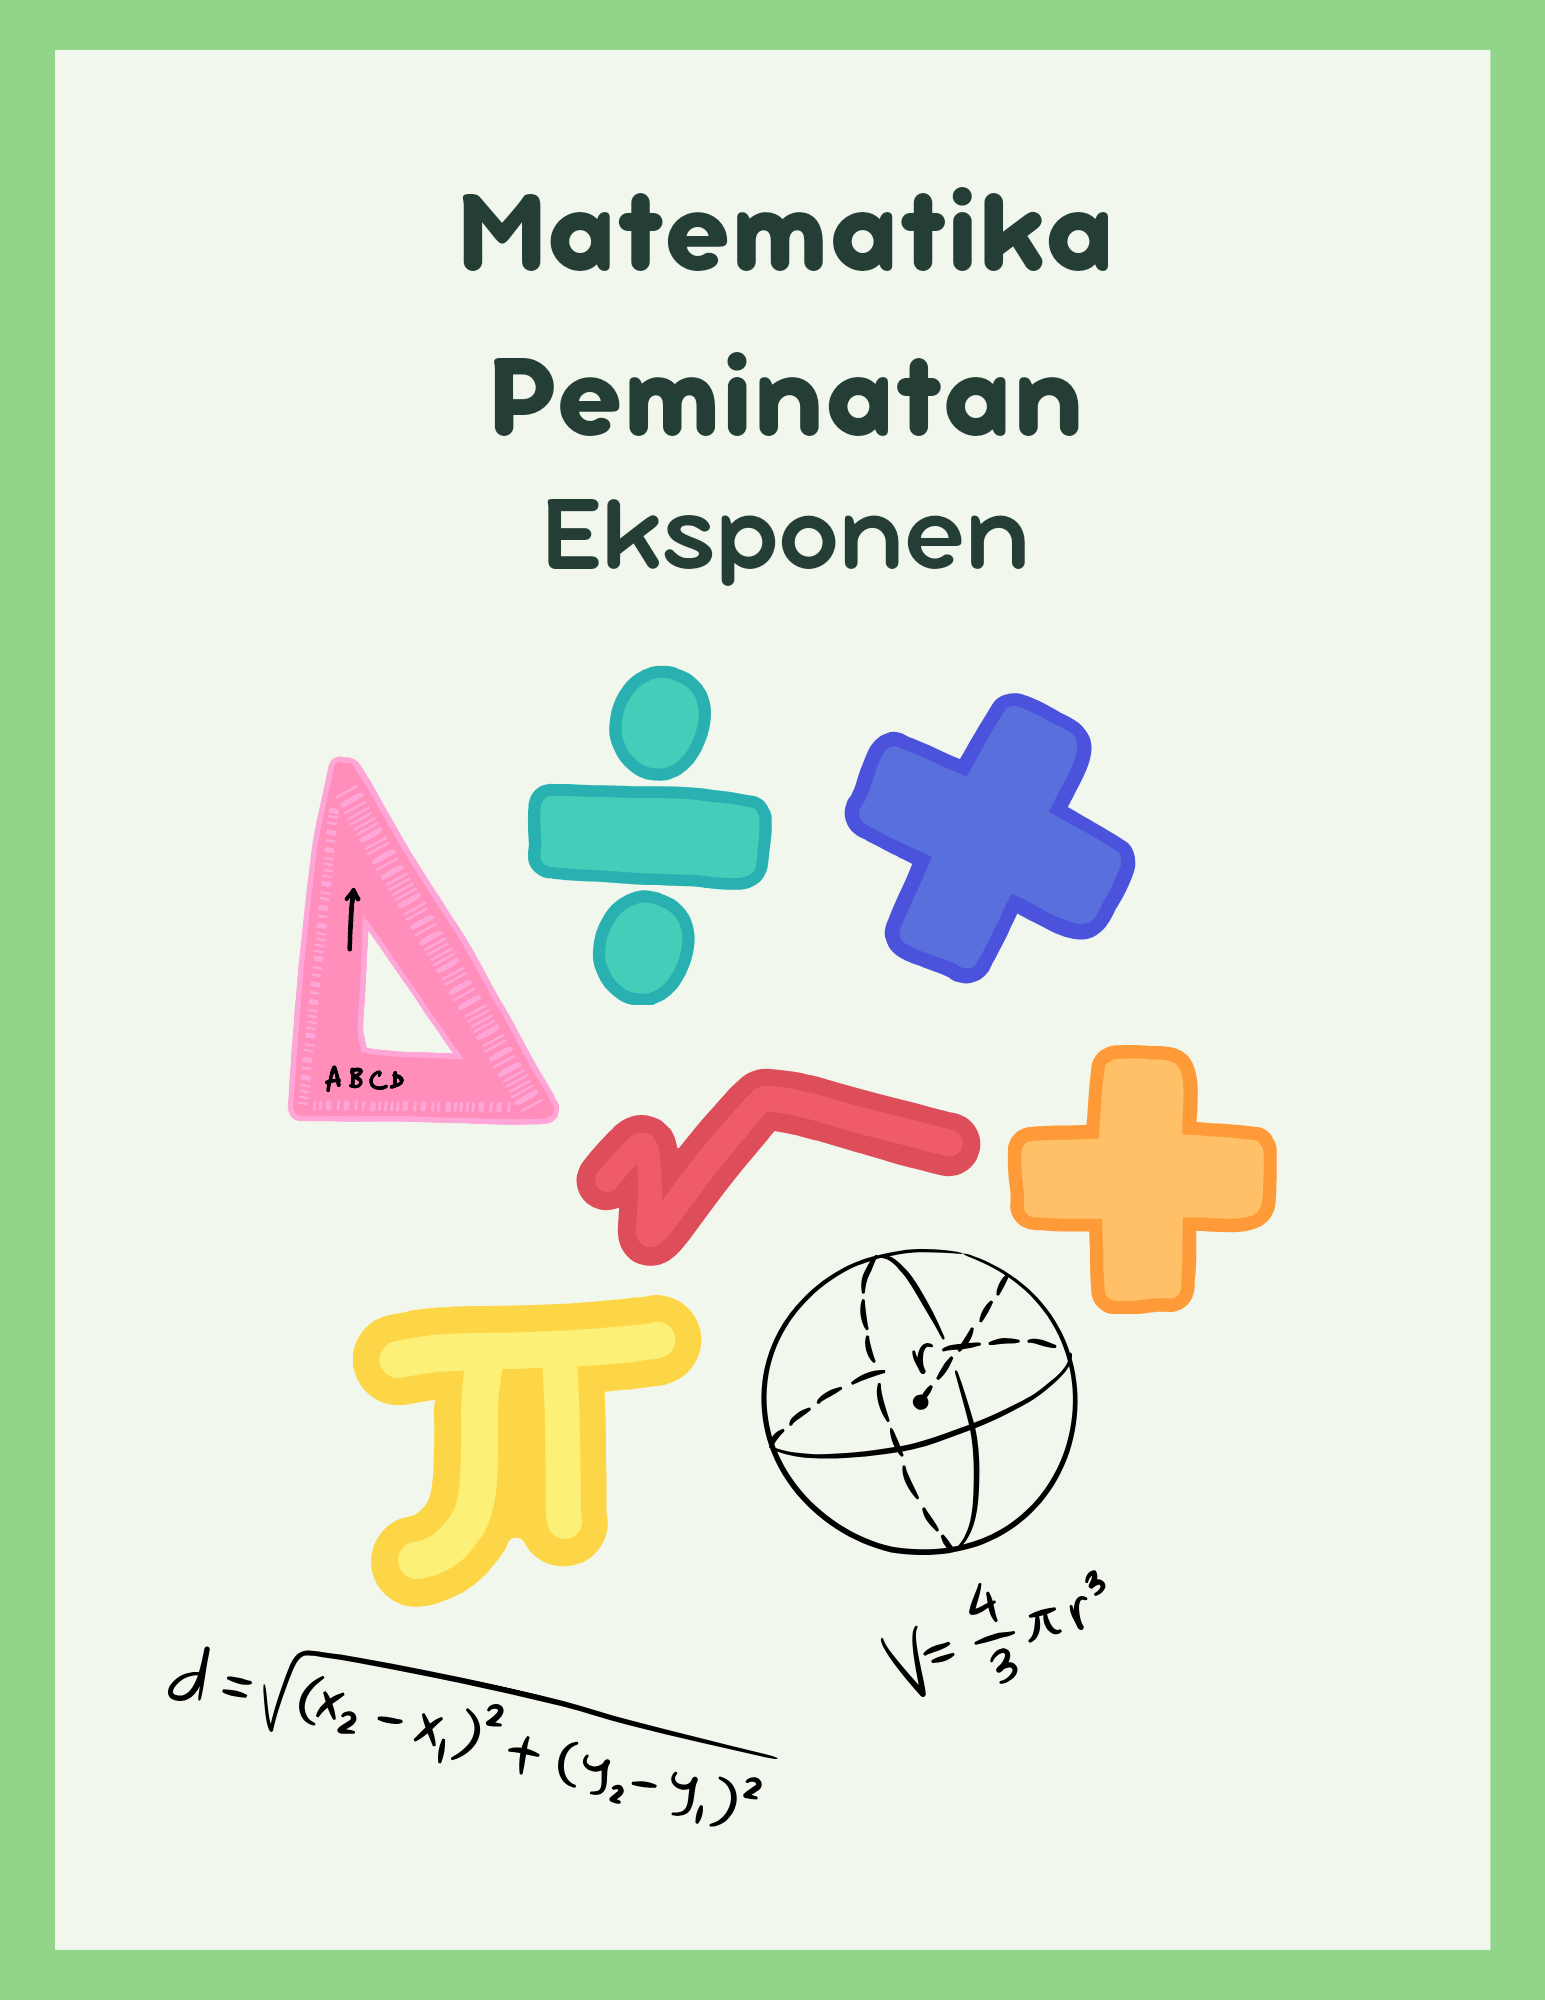 Matematika
Peminatan
Eksponen
ABCD
r
V = 4/3 πr³
d = √(x₂ - x₁)² + (y₂ - y₁)²